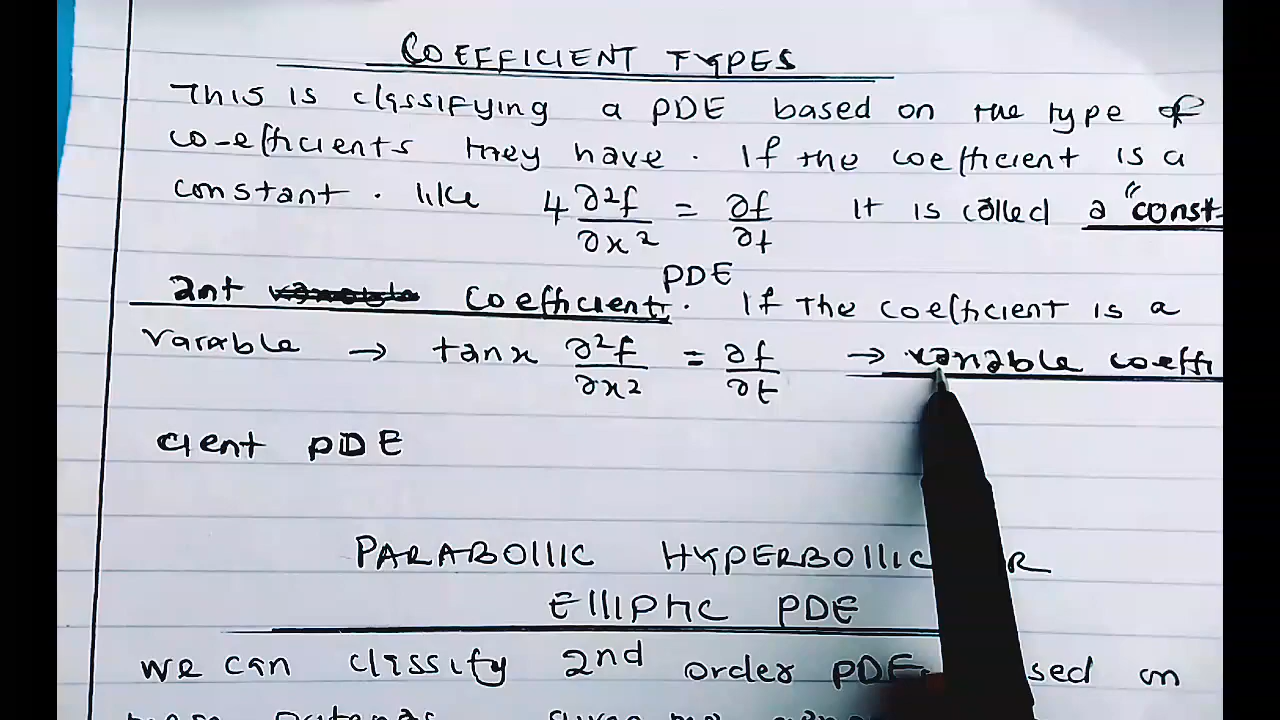 COEFFICIENT TYPES
This is classifying a PDE based on the type of
co-efficients they have. If the coefficient is a
constant. like 4 ∂²f/∂x² = ∂f/∂t It is called a "const-
ant coefficient PDE. If the coefficient is a
varable → tanx ∂²f/∂x² = ∂f/∂t → variable coeffi
cient PDE
PARABOllIC HYPERBOllIC R
EllIPtIC PDE
we can classify 2nd order PDE sed on